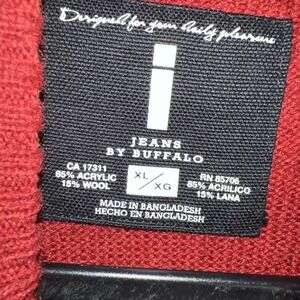 Designed for your daily pleasure
i
JEANS
BY BUFFALO
CA 17311
85% ACRYLIC
15% WOOL
XL/XG
RN 85706
85% ACRILICO
15% LANA
MADE IN BANGLADESH
HECHO EN BANGLADESH